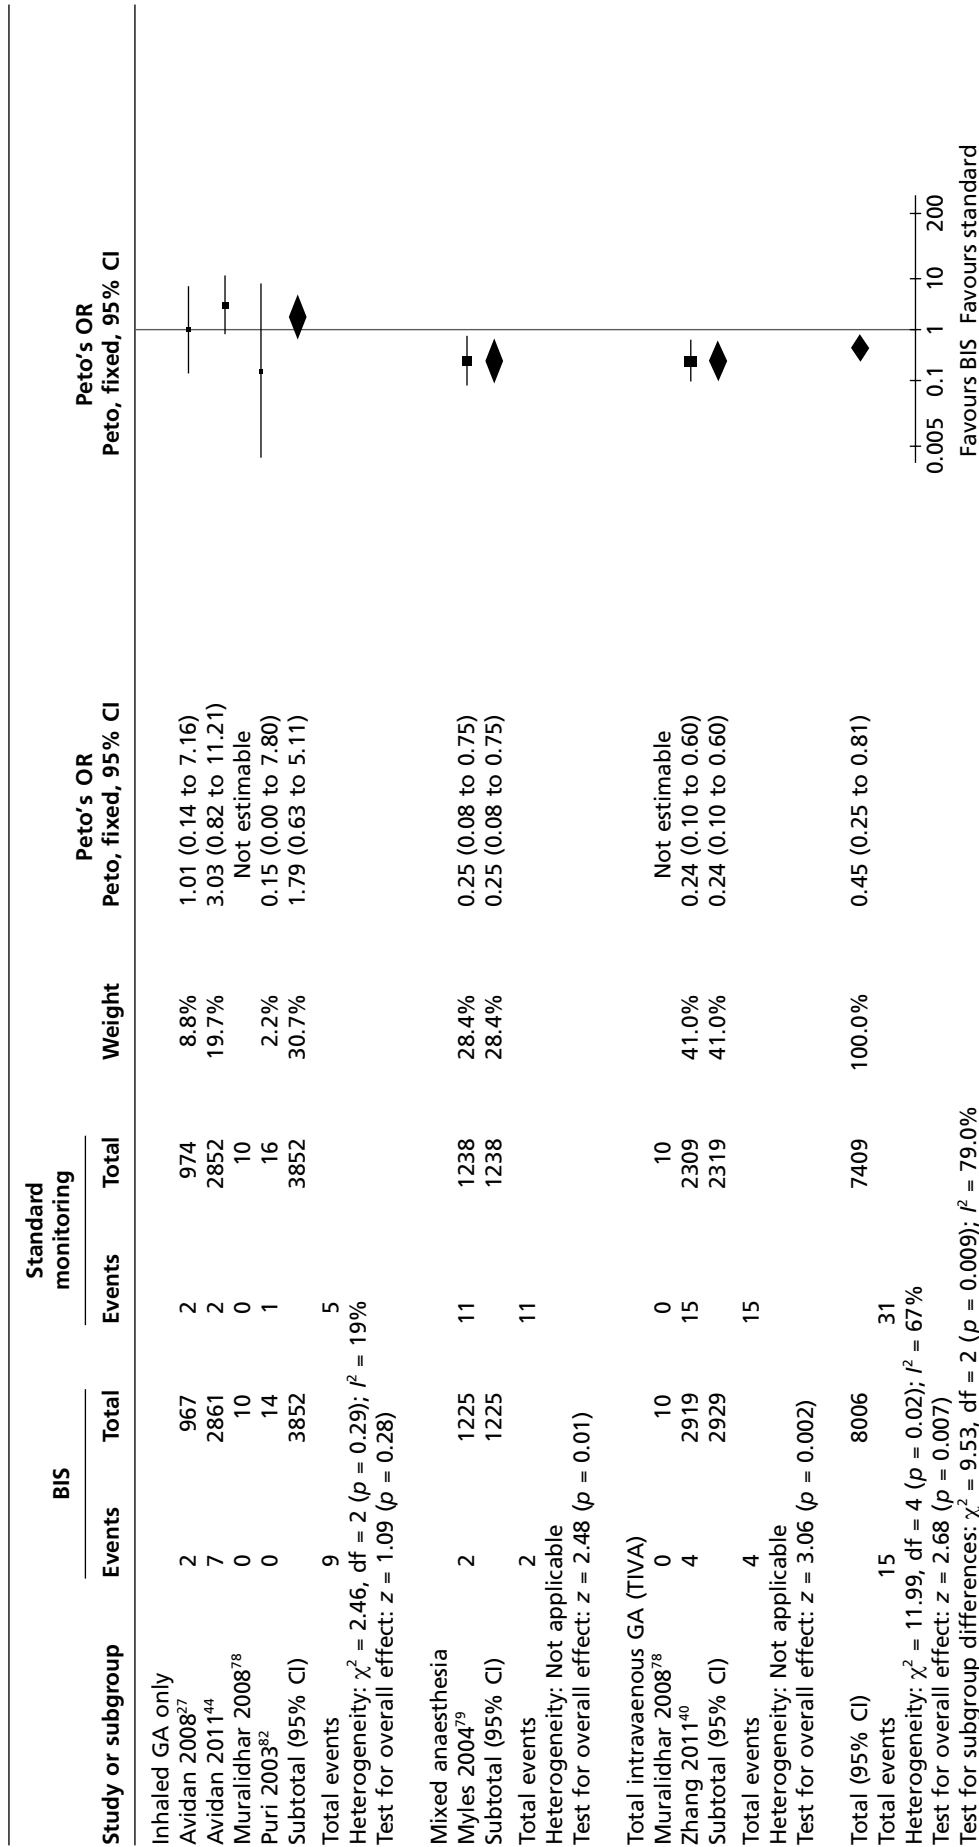 Study or subgroup BIS Events Total Standard monitoring Events Total Weight Peto's OR Peto, fixed, 95% CI Peto's OR Peto, fixed, 95% CI
Inhaled GA only
Avidan 2008²⁷ 2 967 2 974 8.8% 1.01 (0.14 to 7.16)
Avidan 2011⁴⁴ 7 2861 2 2852 19.7% 3.03 (0.82 to 11.21)
Muralidhar 2008⁷⁸ 0 10 0 10 Not estimable
Puri 2003⁸² 0 14 1 16 2.2% 0.15 (0.00 to 7.80)
Subtotal (95% CI) 3852 3852 30.7% 1.79 (0.63 to 5.11)
Total events 9 5
Heterogeneity: χ² = 2.46, df = 2 (p = 0.29); I² = 19%
Test for overall effect: z = 1.09 (p = 0.28)
Mixed anaesthesia
Myles 2004⁷⁹ 2 1225 11 1238 28.4% 0.25 (0.08 to 0.75)
Subtotal (95% CI) 1225 1238 28.4% 0.25 (0.08 to 0.75)
Total events 2 11
Heterogeneity: Not applicable
Test for overall effect: z = 2.48 (p = 0.01)
Total intravaenous GA (TIVA)
Muralidhar 2008⁷⁸ 0 10 0 10 Not estimable
Zhang 2011⁴⁰ 4 2919 15 2309 41.0% 0.24 (0.10 to 0.60)
Subtotal (95% CI) 2929 2319 41.0% 0.24 (0.10 to 0.60)
Total events 4 15
Heterogeneity: Not applicable
Test for overall effect: z = 3.06 (p = 0.002)
Total (95% CI) 8006 7409 100.0% 0.45 (0.25 to 0.81)
Total events 15 31
Heterogeneity: χ² = 11.99, df = 4 (p = 0.02); I² = 67%
Test for overall effect: z = 2.68 (p = 0.007)
Test for subgroup differences: χ² = 9.53, df = 2 (p = 0.009); I² = 79.0%
0.005 0.1 1 10 200
Favours BIS Favours standard